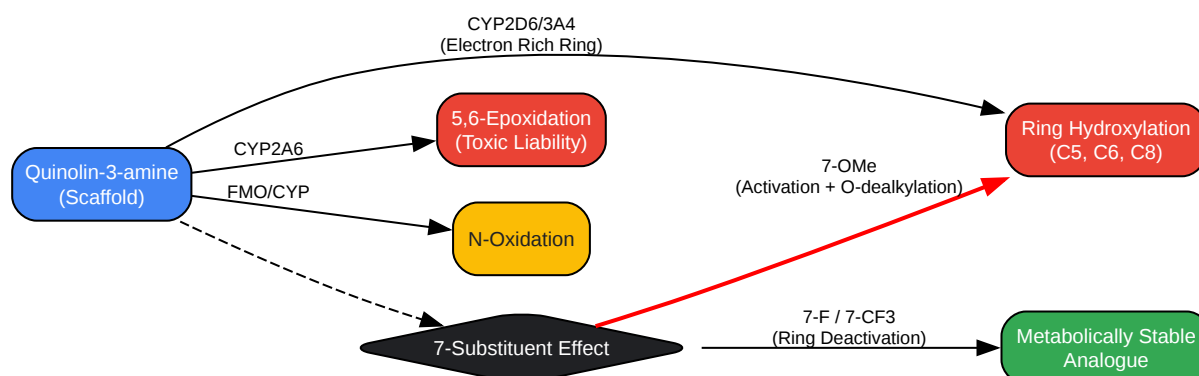 CYP2D6/3A4
(Electron Rich Ring)
5,6-Epoxidation
(Toxic Liability)
Ring Hydroxylation
(C5, C6, C8)
CYP2A6
Quinolin-3-amine
(Scaffold)
7-OMe
(Activation + O-dealkylation)
FMO/CYP
N-Oxidation
7-F / 7-CF3
(Ring Deactivation)
7-Substituent Effect
Metabolically Stable
Analogue